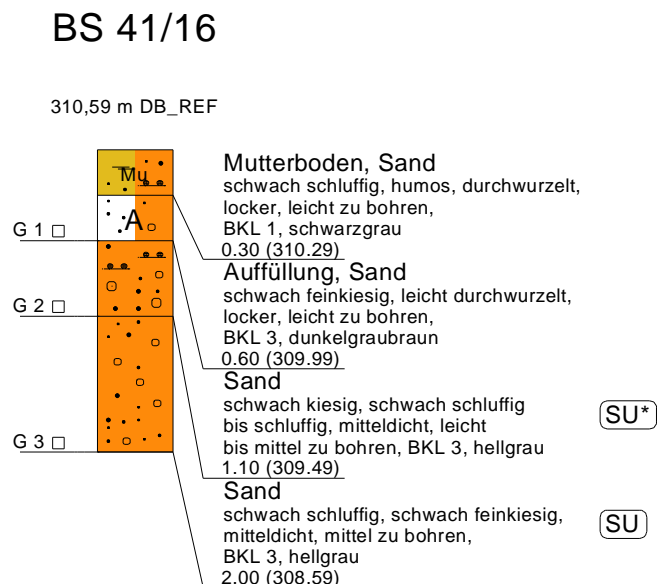 BS 41/16
310,59 m DB_REF
Mu
Mutterboden, Sand
schwach schluffig, humos, durchwurzelt,
locker, leicht zu bohren,
BKL 1, schwarzgrau
0.30 (310.29)
A
G 1
Auffüllung, Sand
schwach feinkiesig, leicht durchwurzelt,
locker, leicht zu bohren,
BKL 3, dunkelgraubraun
0.60 (309.99)
G 2
Sand
schwach kiesig, schwach schluffig
bis schluffig, mitteldicht, leicht
bis mittel zu bohren, BKL 3, hellgrau
1.10 (309.49)
SU*
G 3
Sand
schwach schluffig, schwach feinkiesig,
mitteldicht, mittel zu bohren,
BKL 3, hellgrau
2.00 (308.59)
SU